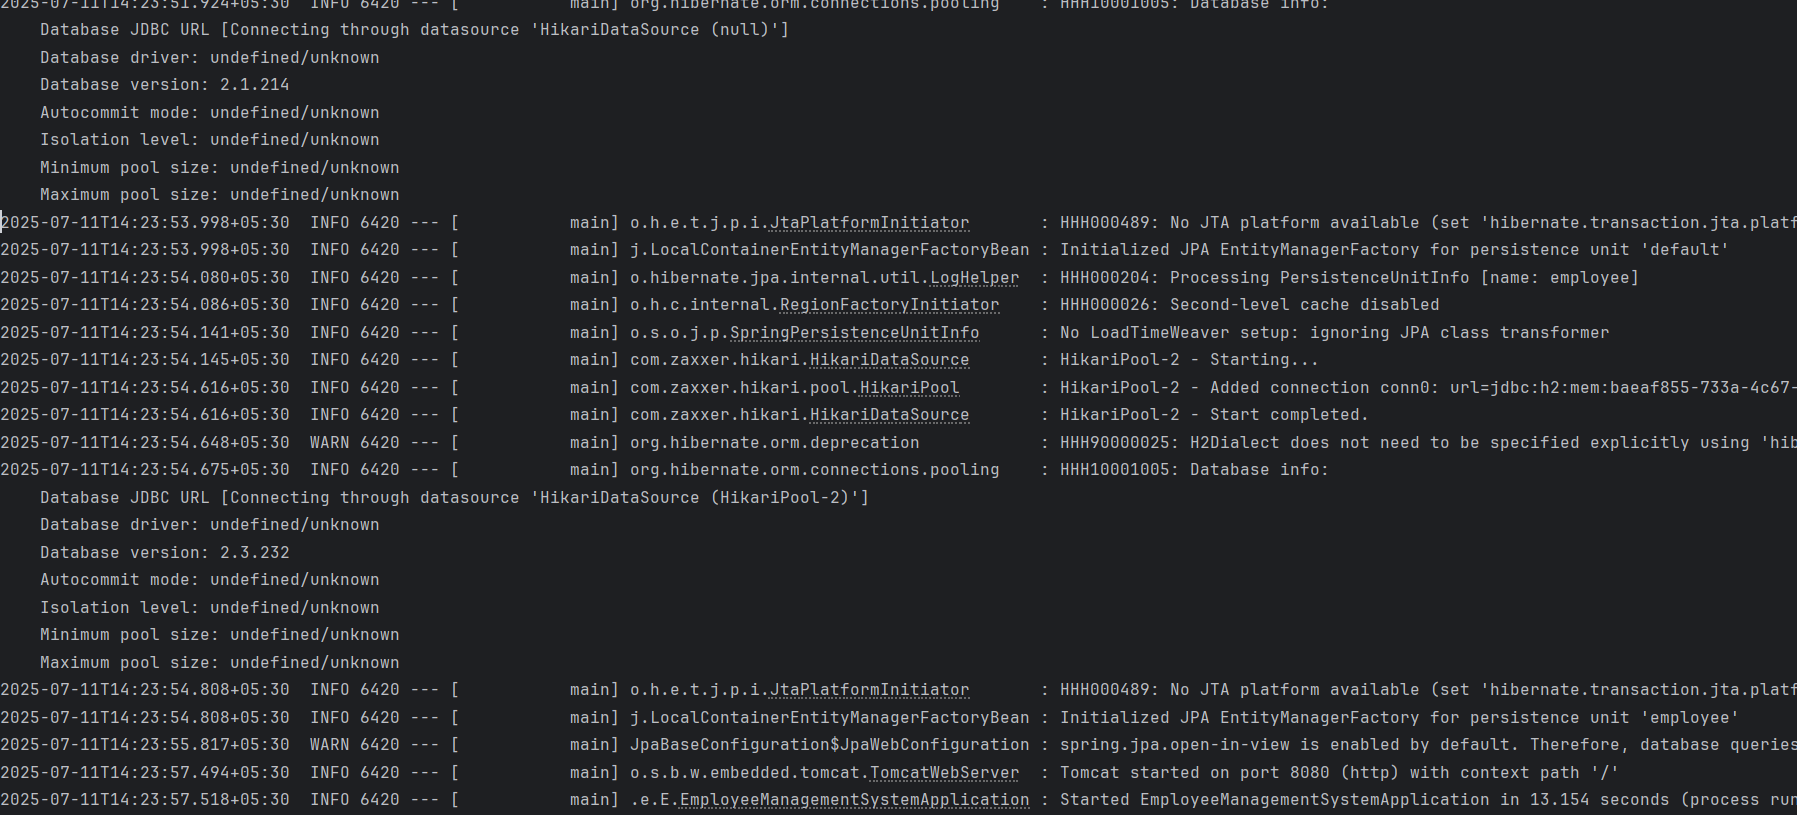 2025-07-11T14:23:51.924+05:30  INFO 6420 --- [           main] org.hibernate.orm.connections.pooling    : HHH10001005: Database info:
    Database JDBC URL [Connecting through datasource 'HikariDataSource (null)']
    Database driver: undefined/unknown
    Database version: 2.1.214
    Autocommit mode: undefined/unknown
    Isolation level: undefined/unknown
    Minimum pool size: undefined/unknown
    Maximum pool size: undefined/unknown
2025-07-11T14:23:53.998+05:30  INFO 6420 --- [           main] o.h.e.t.j.p.i.JtaPlatformInitiator       : HHH000489: No JTA platform available (set 'hibernate.transaction.jta.platf
2025-07-11T14:23:53.998+05:30  INFO 6420 --- [           main] j.LocalContainerEntityManagerFactoryBean : Initialized JPA EntityManagerFactory for persistence unit 'default'
2025-07-11T14:23:54.080+05:30  INFO 6420 --- [           main] o.hibernate.jpa.internal.util.LogHelper  : HHH000204: Processing PersistenceUnitInfo [name: employee]
2025-07-11T14:23:54.086+05:30  INFO 6420 --- [           main] o.h.c.internal.RegionFactoryInitiator    : HHH000026: Second-level cache disabled
2025-07-11T14:23:54.141+05:30  INFO 6420 --- [           main] o.s.o.j.p.SpringPersistenceUnitInfo      : No LoadTimeWeaver setup: ignoring JPA class transformer
2025-07-11T14:23:54.145+05:30  INFO 6420 --- [           main] com.zaxxer.hikari.HikariDataSource       : HikariPool-2 - Starting...
2025-07-11T14:23:54.616+05:30  INFO 6420 --- [           main] com.zaxxer.hikari.pool.HikariPool        : HikariPool-2 - Added connection conn0: url=jdbc:h2:mem:baeaf855-733a-4c67-
2025-07-11T14:23:54.616+05:30  INFO 6420 --- [           main] com.zaxxer.hikari.HikariDataSource       : HikariPool-2 - Start completed.
2025-07-11T14:23:54.648+05:30  WARN 6420 --- [           main] org.hibernate.orm.deprecation            : HHH90000025: H2Dialect does not need to be specified explicitly using 'hib
2025-07-11T14:23:54.675+05:30  INFO 6420 --- [           main] org.hibernate.orm.connections.pooling    : HHH10001005: Database info:
    Database JDBC URL [Connecting through datasource 'HikariDataSource (HikariPool-2)']
    Database driver: undefined/unknown
    Database version: 2.3.232
    Autocommit mode: undefined/unknown
    Isolation level: undefined/unknown
    Minimum pool size: undefined/unknown
    Maximum pool size: undefined/unknown
2025-07-11T14:23:54.808+05:30  INFO 6420 --- [           main] o.h.e.t.j.p.i.JtaPlatformInitiator       : HHH000489: No JTA platform available (set 'hibernate.transaction.jta.platf
2025-07-11T14:23:54.808+05:30  INFO 6420 --- [           main] j.LocalContainerEntityManagerFactoryBean : Initialized JPA EntityManagerFactory for persistence unit 'employee'
2025-07-11T14:23:55.817+05:30  WARN 6420 --- [           main] JpaBaseConfiguration$JpaWebConfiguration : spring.jpa.open-in-view is enabled by default. Therefore, database queries
2025-07-11T14:23:57.494+05:30  INFO 6420 --- [           main] o.s.b.w.embedded.tomcat.TomcatWebServer  : Tomcat started on port 8080 (http) with context path '/'
2025-07-11T14:23:57.518+05:30  INFO 6420 --- [           main] .e.E.EmployeeManagementSystemApplication : Started EmployeeManagementSystemApplication in 13.154 seconds (process run